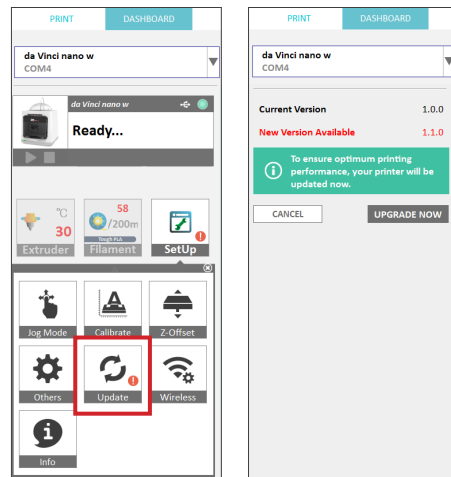 PRINT
DASHBOARD
da Vinci nano w
COM4
da Vinci nano w
Ready...
°C
30
Extruder
58
/200m
Tough PLA
Filament
SetUp
Jog Mode
Calibrate
Z-Offset
Others
Update
Wireless
Info
PRINT
DASHBOARD
da Vinci nano w
COM4
Current Version 1.0.0
New Version Available 1.1.0
To ensure optimum printing
performance, your printer will be
updated now.
CANCEL
UPGRADE NOW